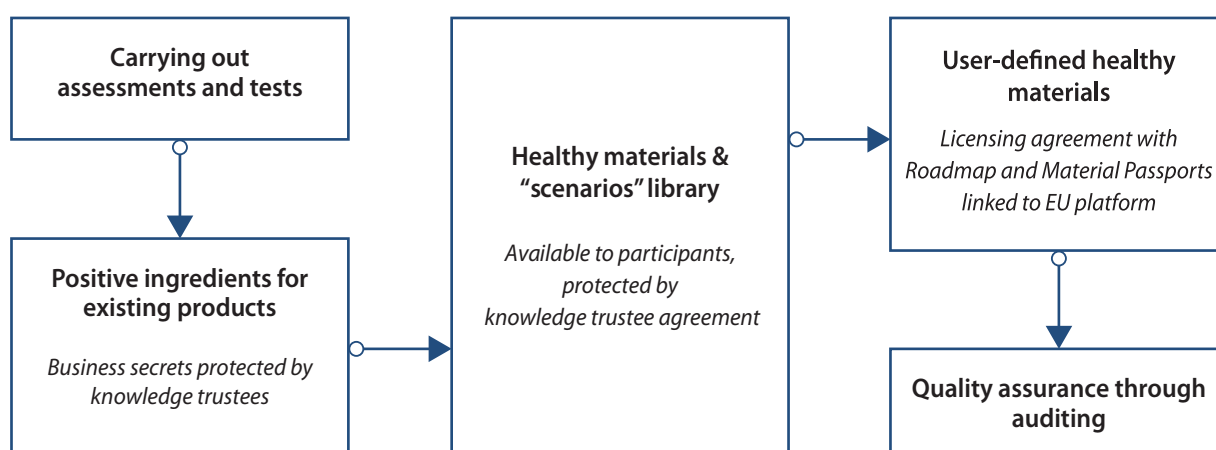 Carrying out
assessments and tests
Positive ingredients for
existing products
Business secrets protected by
knowledge trustees
Healthy materials &
“scenarios” library
Available to participants,
protected by
knowledge trustee agreement
User-defined healthy
materials
Licensing agreement with
Roadmap and Material Passports
linked to EU platform
Quality assurance through
auditing